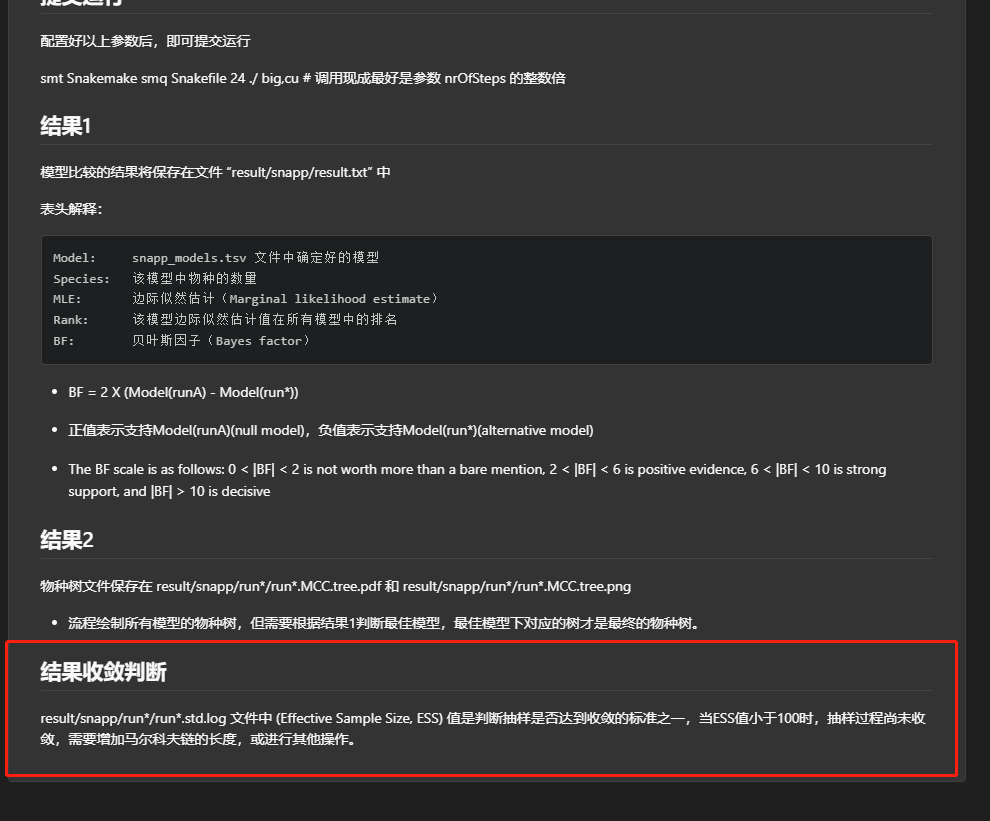 提交运行
配置好以上参数后，即可提交运行
smt Snakemake smq Snakefile 24 ./ big,cu # 调用现成最好是参数 nrOfSteps 的整数倍
结果1
模型比较的结果将保存在文件 “result/snapp/result.txt” 中
表头解释：
Model: snapp_models.tsv 文件中确定好的模型
Species: 该模型中物种的数量
MLE: 边际似然估计（Marginal likelihood estimate）
Rank: 该模型边际似然估计值在所有模型中的排名
BF: 贝叶斯因子（Bayes factor）
• BF = 2 X (Model(runA) - Model(run*))
• 正值表示支持Model(runA)(null model)，负值表示支持Model(run*)(alternative model)
• The BF scale is as follows: 0 < |BF| < 2 is not worth more than a bare mention, 2 < |BF| < 6 is positive evidence, 6 < |BF| < 10 is strong
support, and |BF| > 10 is decisive
结果2
物种树文件保存在 result/snapp/run*/run*.MCC.tree.pdf 和 result/snapp/run*/run*.MCC.tree.png
• 流程绘制所有模型的物种树，但需要根据结果1判断最佳模型，最佳模型下对应的树才是最终的物种树。
结果收敛判断
result/snapp/run*/run*.std.log 文件中 (Effective Sample Size, ESS) 值是判断抽样是否达到收敛的标准之一，当ESS值小于100时，抽样过程尚未收
敛，需要增加马尔科夫链的长度，或进行其他操作。